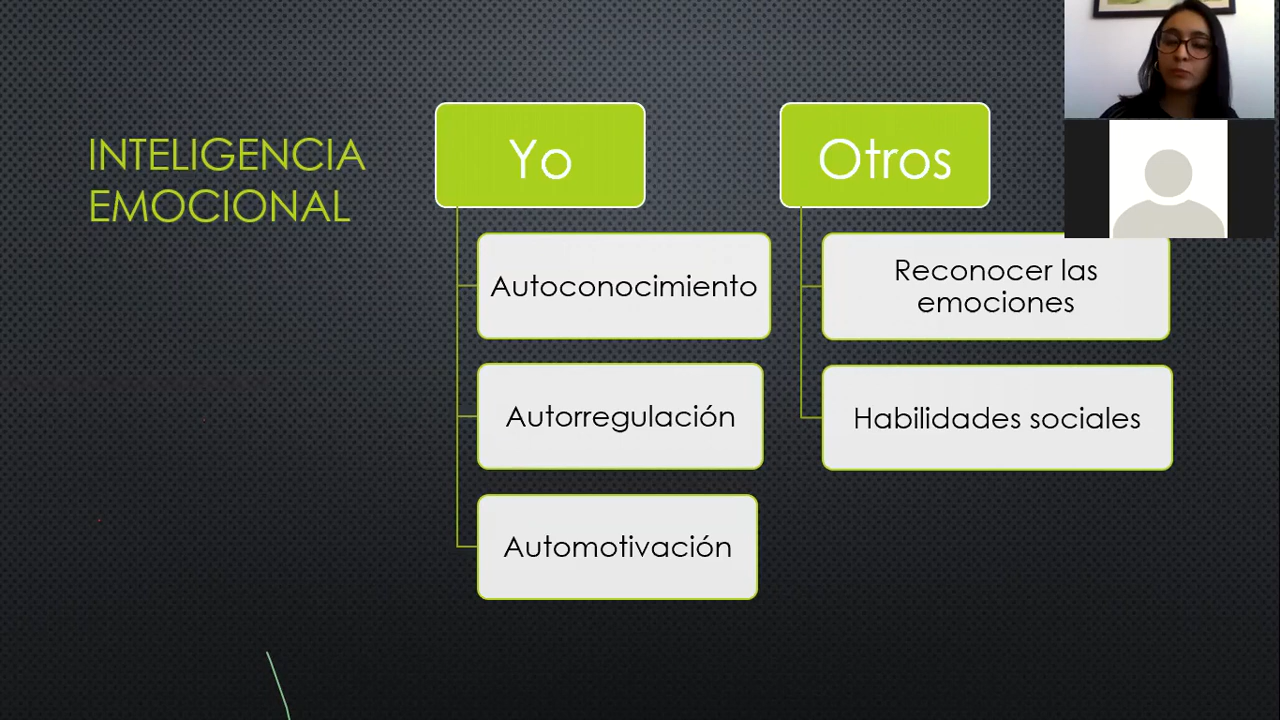 INTELIGENCIA
EMOCIONAL
Yo
Autoconocimiento
Autorregulación
Automotivación
Otros
Reconocer las
emociones
Habilidades sociales